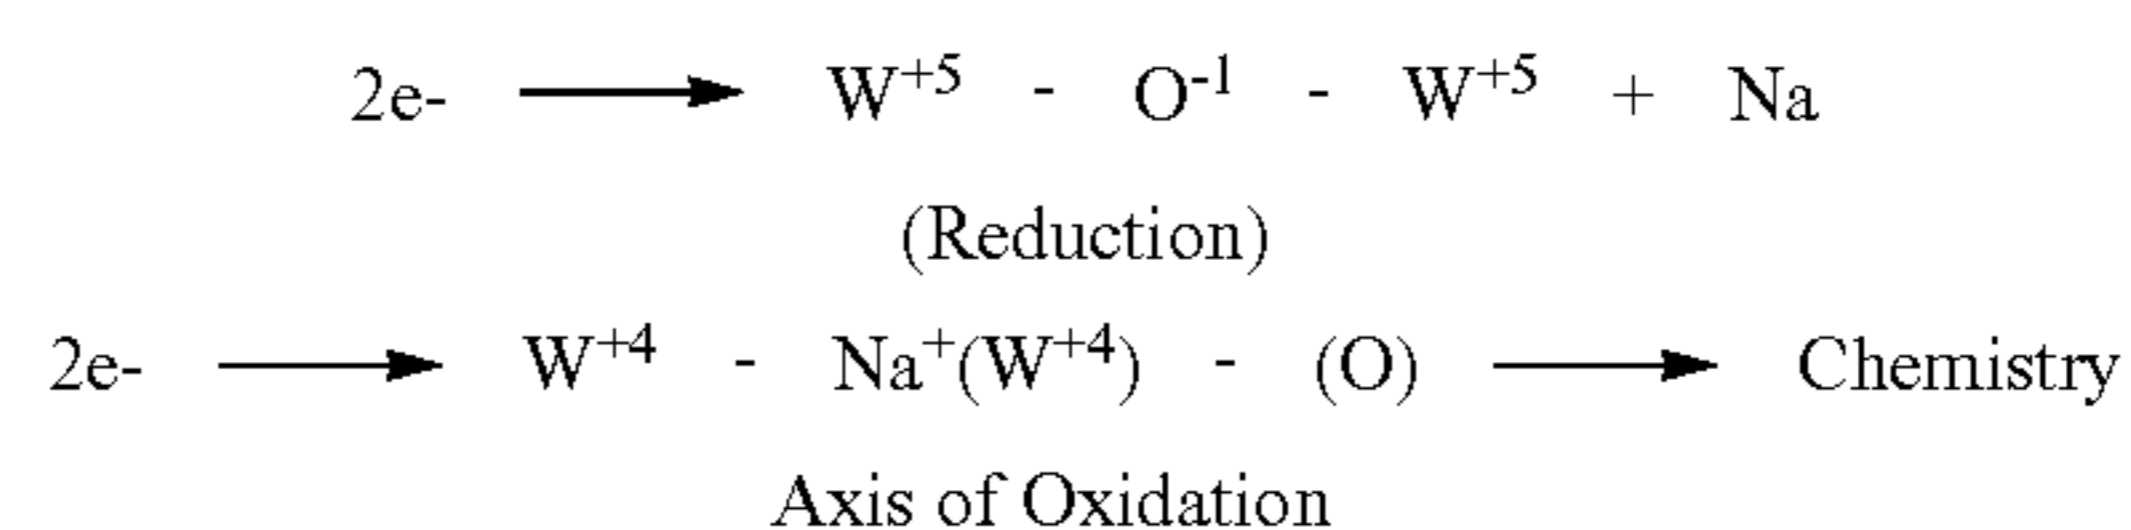 2e- ⟶ W⁺⁵ - O⁻¹ - W⁺⁵ + Na
(Reduction)
2e- ⟶ W⁺⁴ - Na⁺(W⁺⁴) - (O) ⟶ Chemistry
Axis of Oxidation